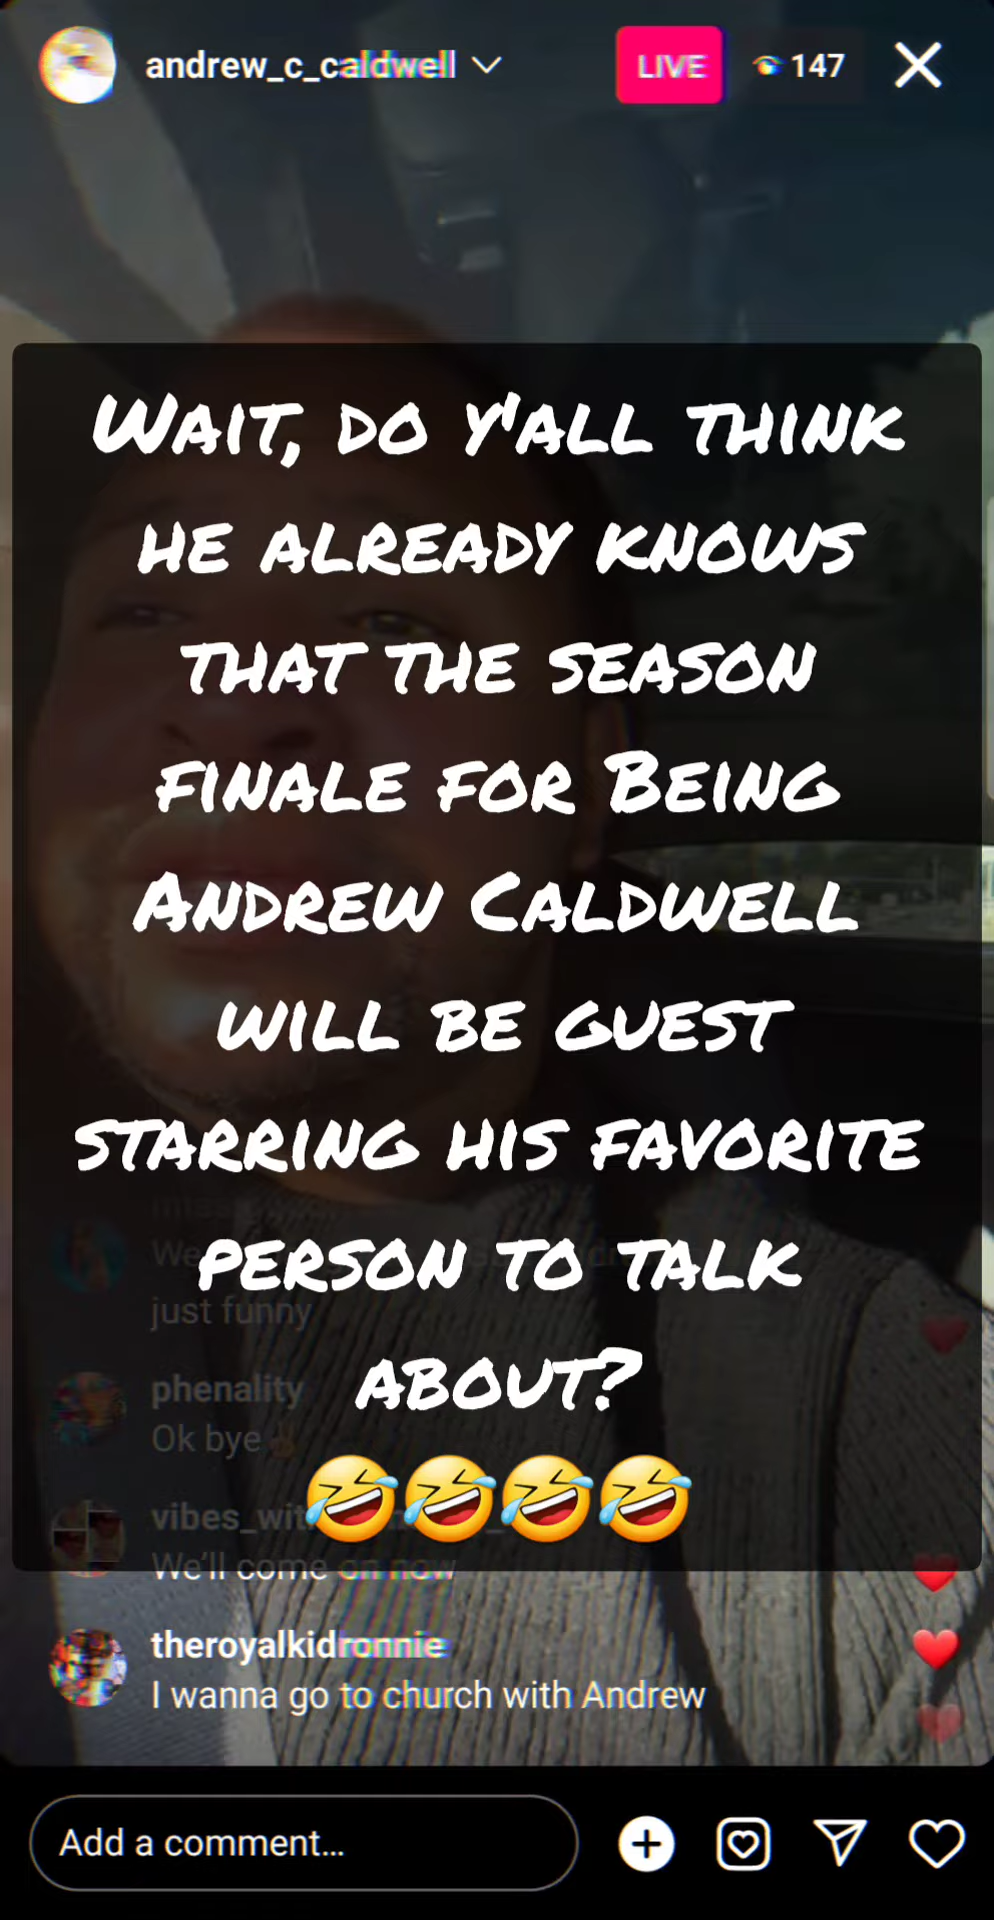 andrew_c_caldwell
LIVE
147
WAIT, DO Y'ALL THINK
HE ALREADY KNOWS
THAT THE SEASON
FINALE FOR BEING
ANDREW CALDWELL
WILL BE GUEST
STARRING HIS FAVORITE
PERSON TO TALK
ABOUT?
🤣🤣🤣🤣
We
just funny
phenality
Ok bye
We'll come on now
theroyalkidronnie
I wanna go to church with Andrew
Add a comment...